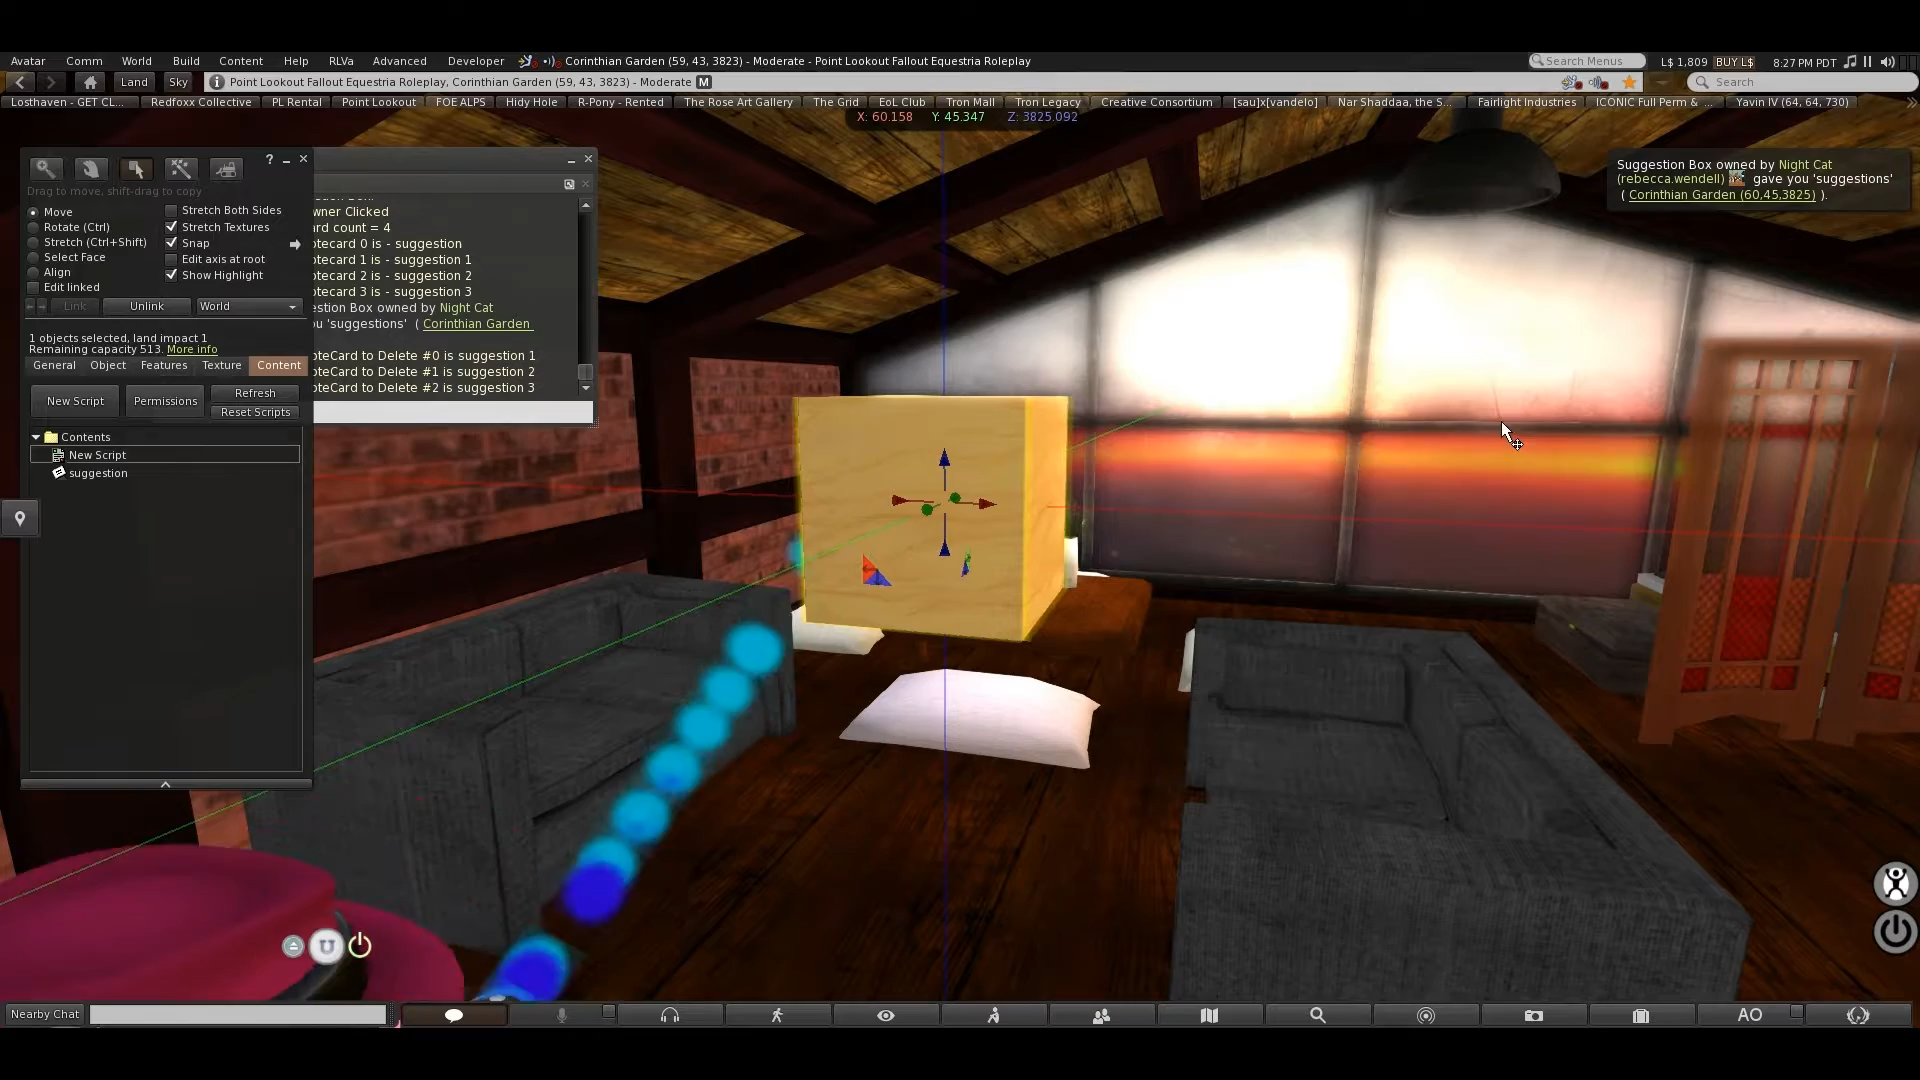 Avatar Comm World Build Content Help RLVa Advanced Developer Corinthian Garden (59, 43, 3823) - Moderate - Point Lookout Fallout Equestria Roleplay Search Menus L$ 1,809 BUY L$ 8:27 PM PDT
Land Sky Point Lookout Fallout Equestria Roleplay, Corinthian Garden (59, 43, 3823) - Moderate M Search
Losthaven - GET CL... Redfoxx Collective PL Rental Point Lookout FOE ALPS Hidy Hole R-Pony - Rented The Rose Art Gallery The Grid EoL Club Tron Mall Tron Legacy Creative Consortium [sau]x[vandelo] Nar Shaddaa, the S... Fairlight Industries ICONIC Full Perm & ... Yavin IV (64, 64, 730)
X: 60.158 Y: 45.347 Z: 3825.092
Suggestion Box owned by Night Cat
(rebecca.wendell) gave you 'suggestions'
( Corinthian Garden (60,45,3825) ).
?
Drag to move, shift-drag to copy
Move
Rotate (Ctrl)
Stretch (Ctrl+Shift)
Select Face
Align
Edit linked
Stretch Both Sides
Stretch Textures
Snap
Edit axis at root
Show Highlight
Link Unlink World
1 objects selected, land impact 1
Remaining capacity 513. More info
General Object Features Texture Content
New Script Permissions Refresh
Reset Scripts
Contents
New Script
suggestion
wner Clicked
ard count = 4
otecard 0 is - suggestion
otecard 1 is - suggestion 1
otecard 2 is - suggestion 2
otecard 3 is - suggestion 3
estion Box owned by Night Cat
ou 'suggestions' ( Corinthian Garden
oteCard to Delete #0 is suggestion 1
oteCard to Delete #1 is suggestion 2
oteCard to Delete #2 is suggestion 3
Nearby Chat AO